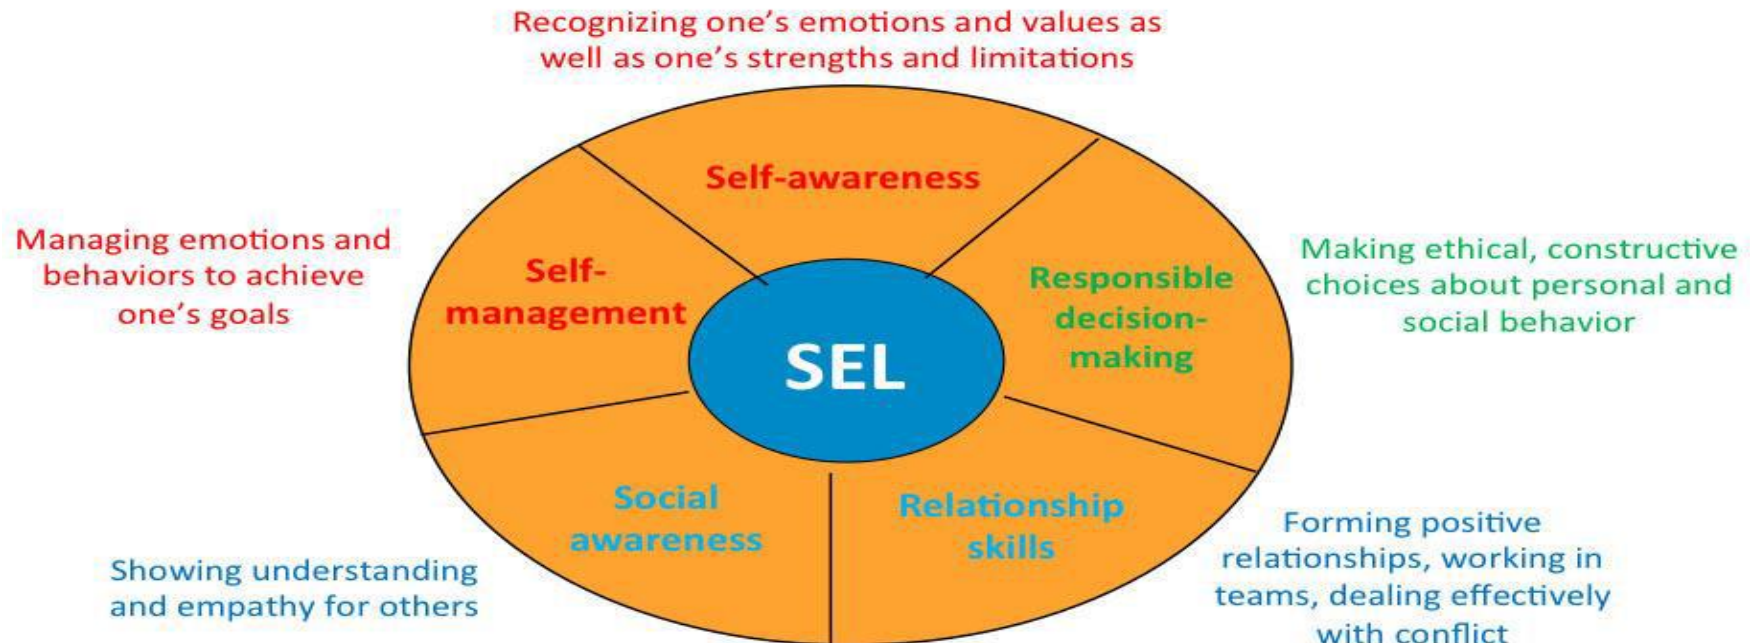 Recognizing one’s emotions and values as
well as one’s strengths and limitations
Self-awareness
Managing emotions and
behaviors to achieve
one’s goals
Self-
management
Responsible
decision-
making
Making ethical, constructive
choices about personal and
social behavior
SEL
Social
awareness
Relationship
skills
Showing understanding
and empathy for others
Forming positive
relationships, working in
teams, dealing effectively
with conflict